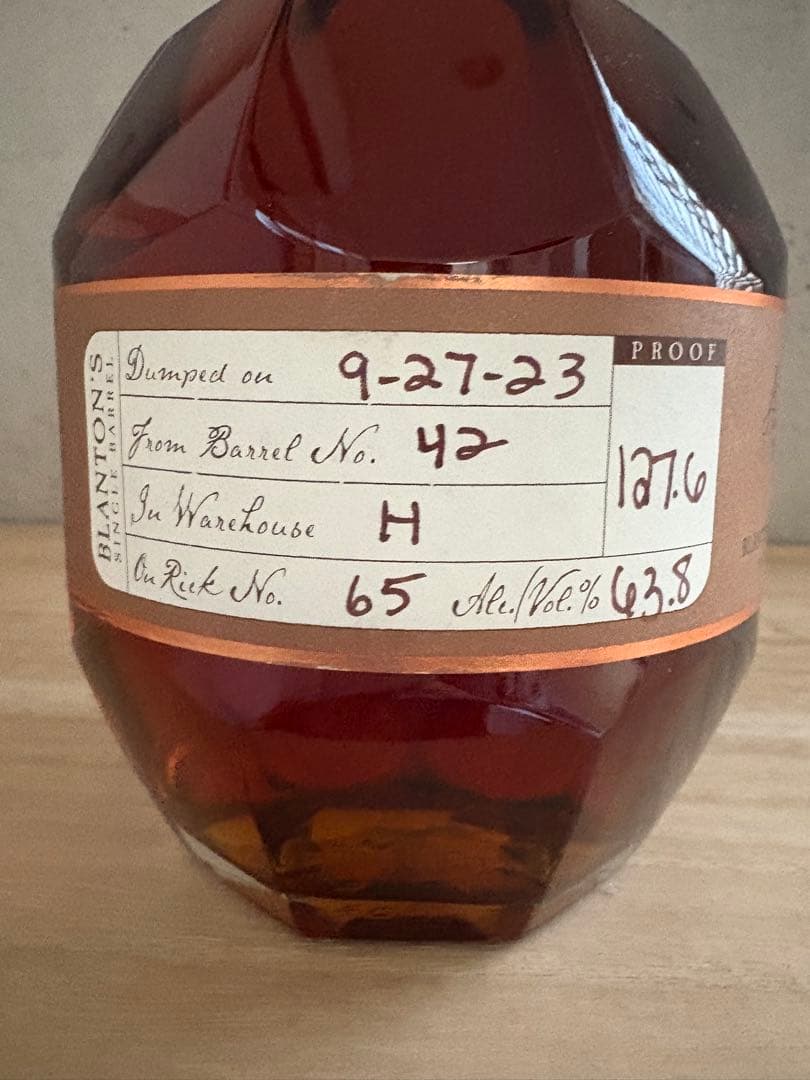 BLANTON'S
SINGLE BARREL
Dumped on 9-27-23
From Barrel No. 42
In Warehouse H
On Rick No. 65 Alc./Vol.% 63.8
PROOF
127.6